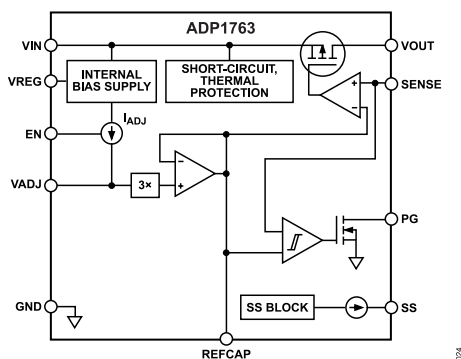 ADP1763
VIN
VOUT
VREG
INTERNAL
BIAS SUPPLY
SHORT-CIRCUIT,
THERMAL
PROTECTION
+
−
SENSE
EN
IADJ
VADJ
3×
−
+
PG
GND
SS BLOCK
SS
REFCAP